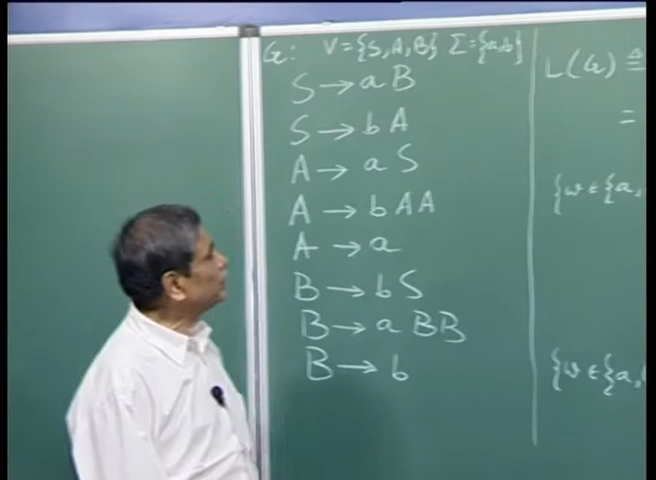 G: V={S,A,B} Σ={a,b}
S → a B
S → b A
A → a S
A → b A A
A → a
B → b S
B → a B B
B → b
L(G) ≜
=
{w ∈ {a,
{w ∈ {a,